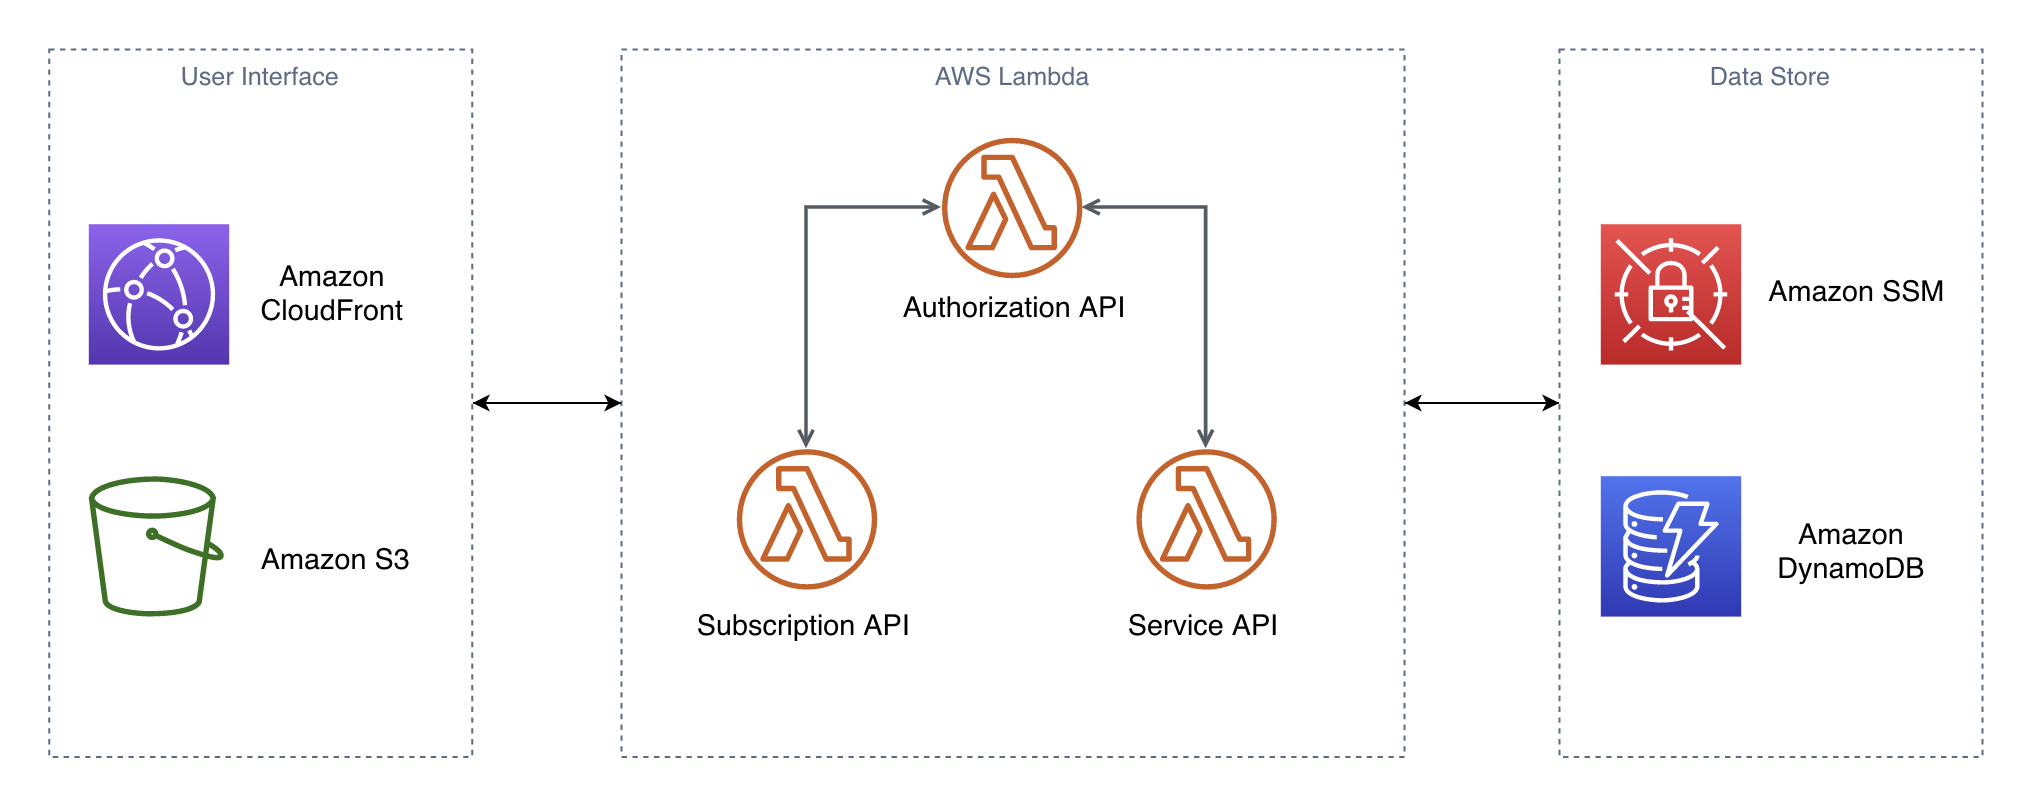 User Interface
Amazon
CloudFront
Amazon S3
AWS Lambda
Authorization API
Subscription API
Service API
Data Store
Amazon SSM
Amazon
DynamoDB